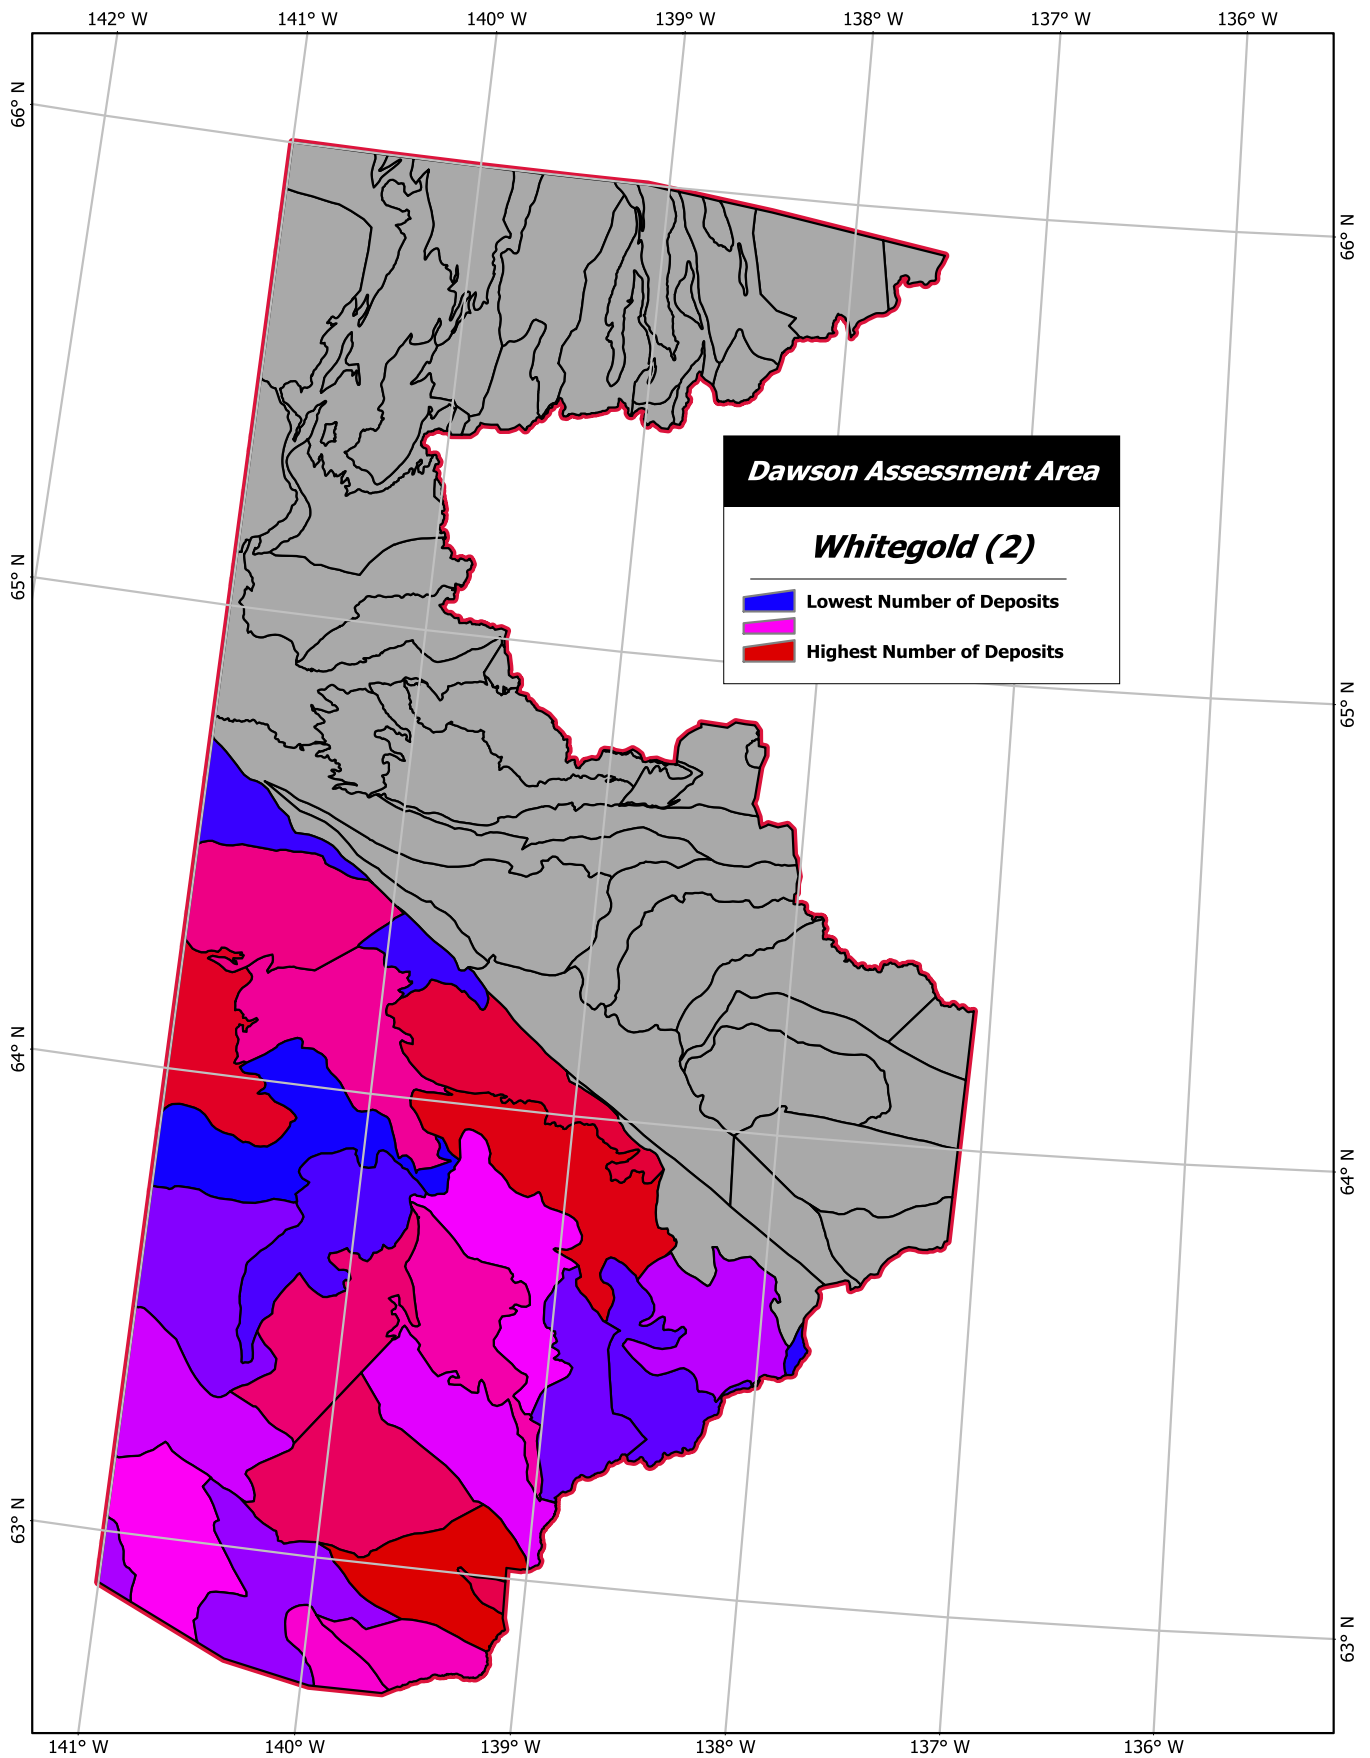 142° W 141° W 140° W 139° W 138° W 137° W 136° W
66° N
66° N
Dawson Assessment Area
Whitegold (2)
Lowest Number of Deposits
Highest Number of Deposits
65° N
65° N
64° N
64° N
63° N
63° N
141° W 140° W 139° W 138° W 137° W 136° W